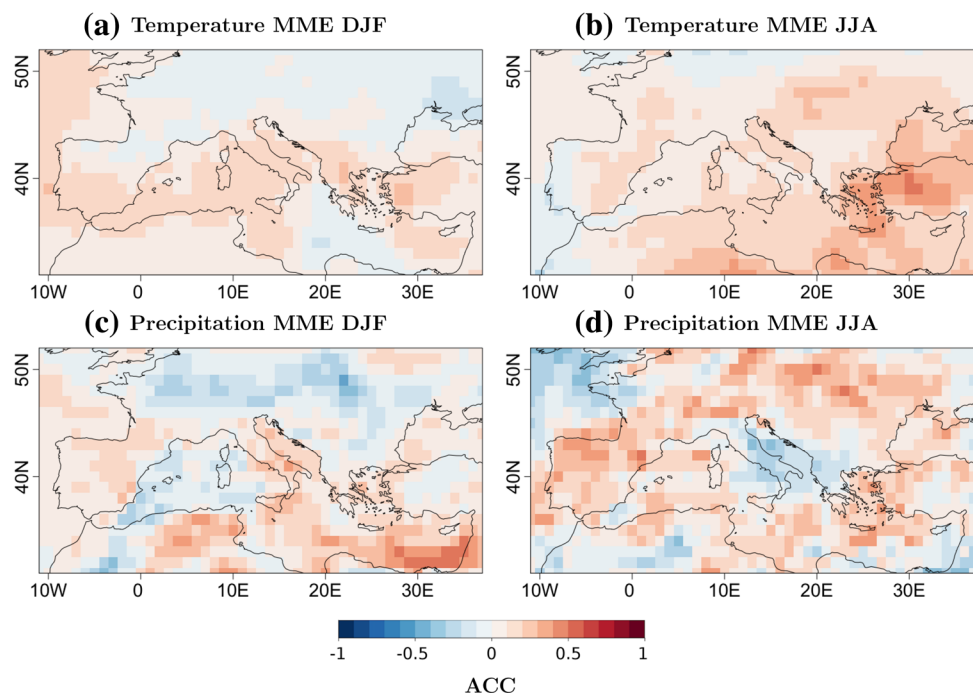 (a) Temperature MME DJF
(b) Temperature MME JJA
50N
40N
10W 0 10E 20E 30E
50N
40N
10W 0 10E 20E 30E
(c) Precipitation MME DJF
(d) Precipitation MME JJA
50N
40N
10W 0 10E 20E 30E
50N
40N
10W 0 10E 20E 30E
-1 -0.5 0 0.5 1
ACC